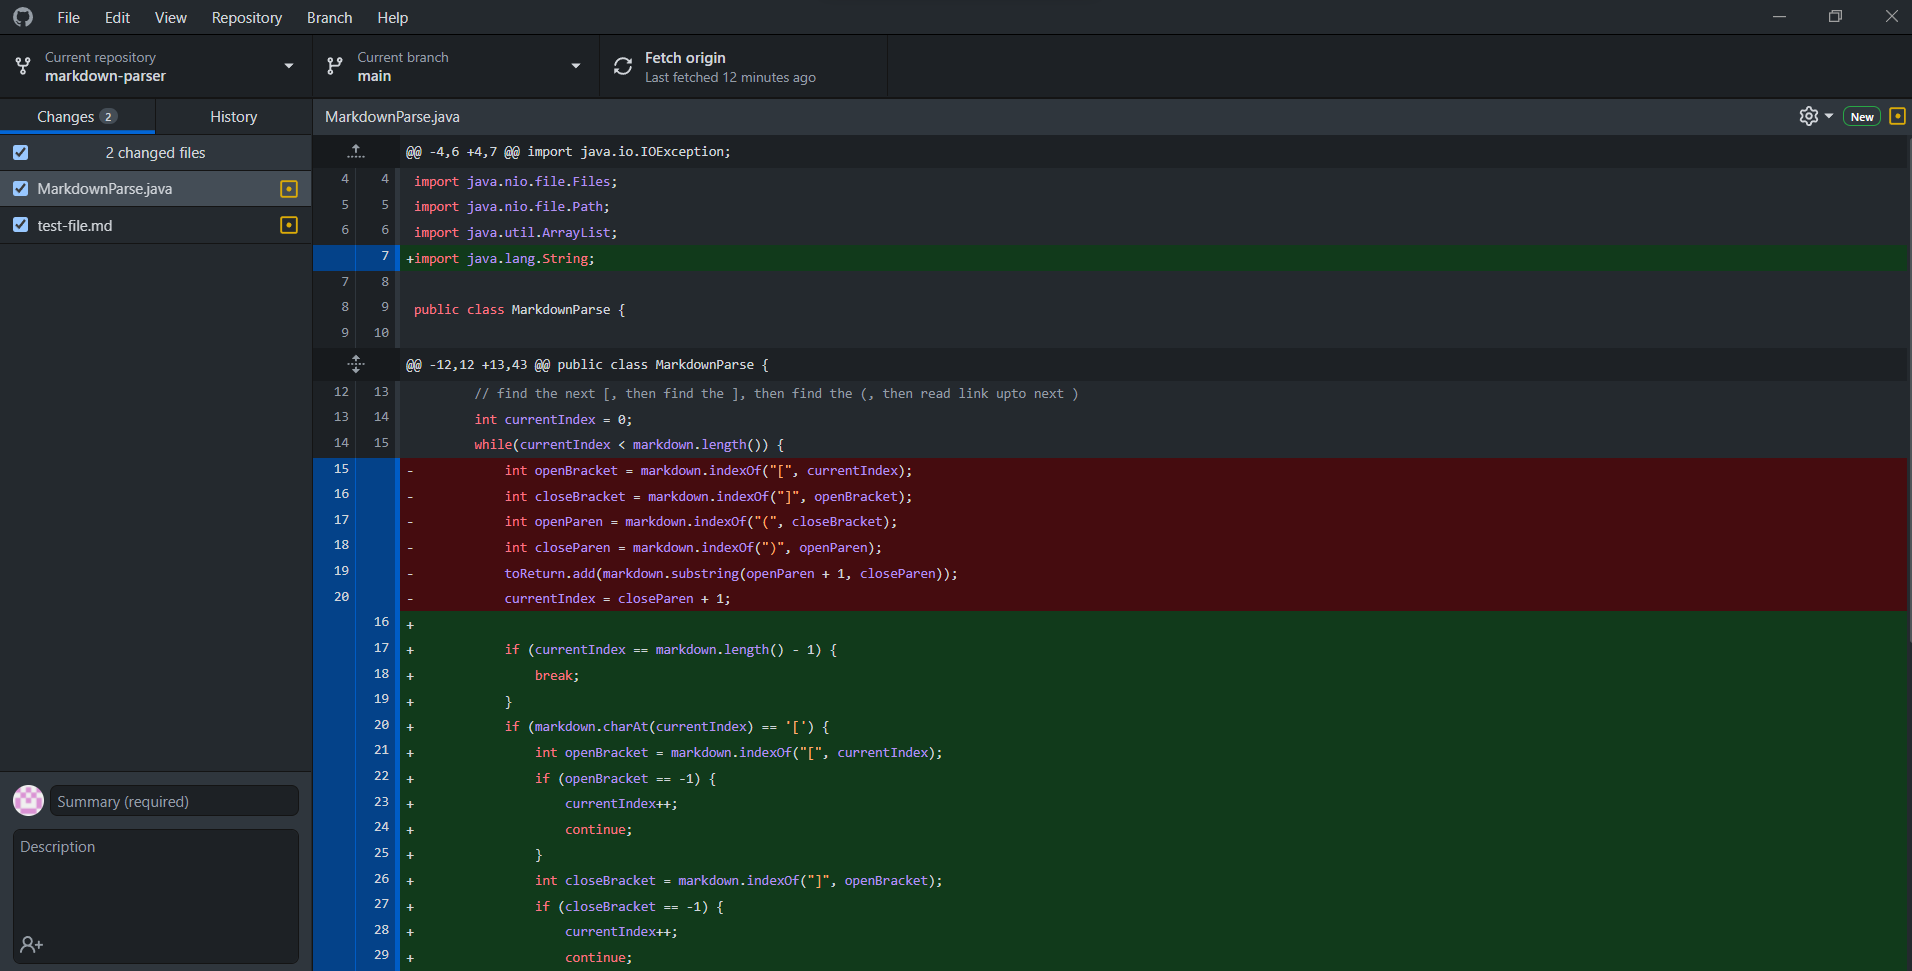 File Edit View Repository Branch Help
Current repository
markdown-parser
Current branch
main
Fetch origin
Last fetched 12 minutes ago
Changes 2
History
MarkdownParse.java
New
2 changed files
MarkdownParse.java
test-file.md
@@ -4,6 +4,7 @@ import java.io.IOException;
4 4 import java.nio.file.Files;
5 5 import java.nio.file.Path;
6 6 import java.util.ArrayList;
7 +import java.lang.String;
7 8
8 9 public class MarkdownParse {
9 10
@@ -12,12 +13,43 @@ public class MarkdownParse {
12 13 // find the next [, then find the ], then find the (, then read link upto next )
13 14 int currentIndex = 0;
14 15 while(currentIndex < markdown.length()) {
15 - int openBracket = markdown.indexOf("[", currentIndex);
16 - int closeBracket = markdown.indexOf("]", openBracket);
17 - int openParen = markdown.indexOf("(", closeBracket);
18 - int closeParen = markdown.indexOf(")", openParen);
19 - toReturn.add(markdown.substring(openParen + 1, closeParen));
20 - currentIndex = closeParen + 1;
16 +
17 + if (currentIndex == markdown.length() - 1) {
18 + break;
19 + }
20 + if (markdown.charAt(currentIndex) == '[') {
21 + int openBracket = markdown.indexOf("[", currentIndex);
22 + if (openBracket == -1) {
23 + currentIndex++;
24 + continue;
25 + }
26 + int closeBracket = markdown.indexOf("]", openBracket);
27 + if (closeBracket == -1) {
28 + currentIndex++;
29 + continue;
Summary (required)
Description